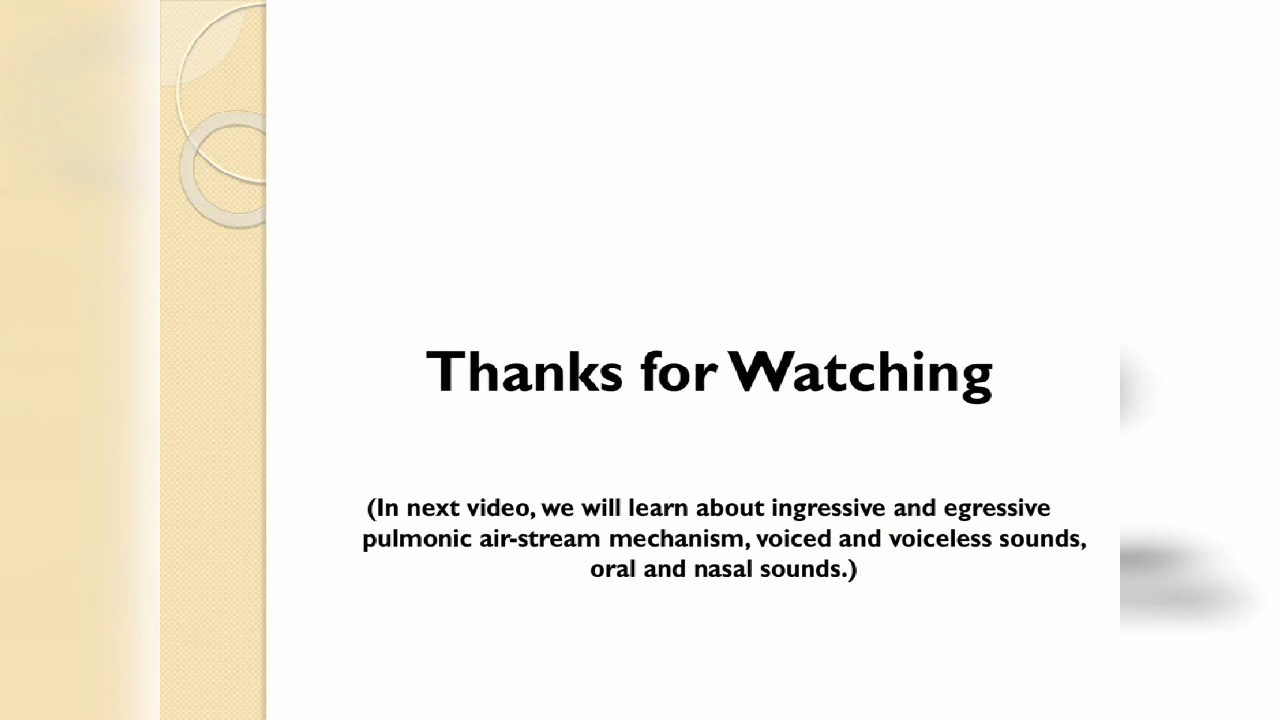 Thanks for Watching
(In next video, we will learn about ingressive and egressive
pulmonic air-stream mechanism, voiced and voiceless sounds,
oral and nasal sounds.)